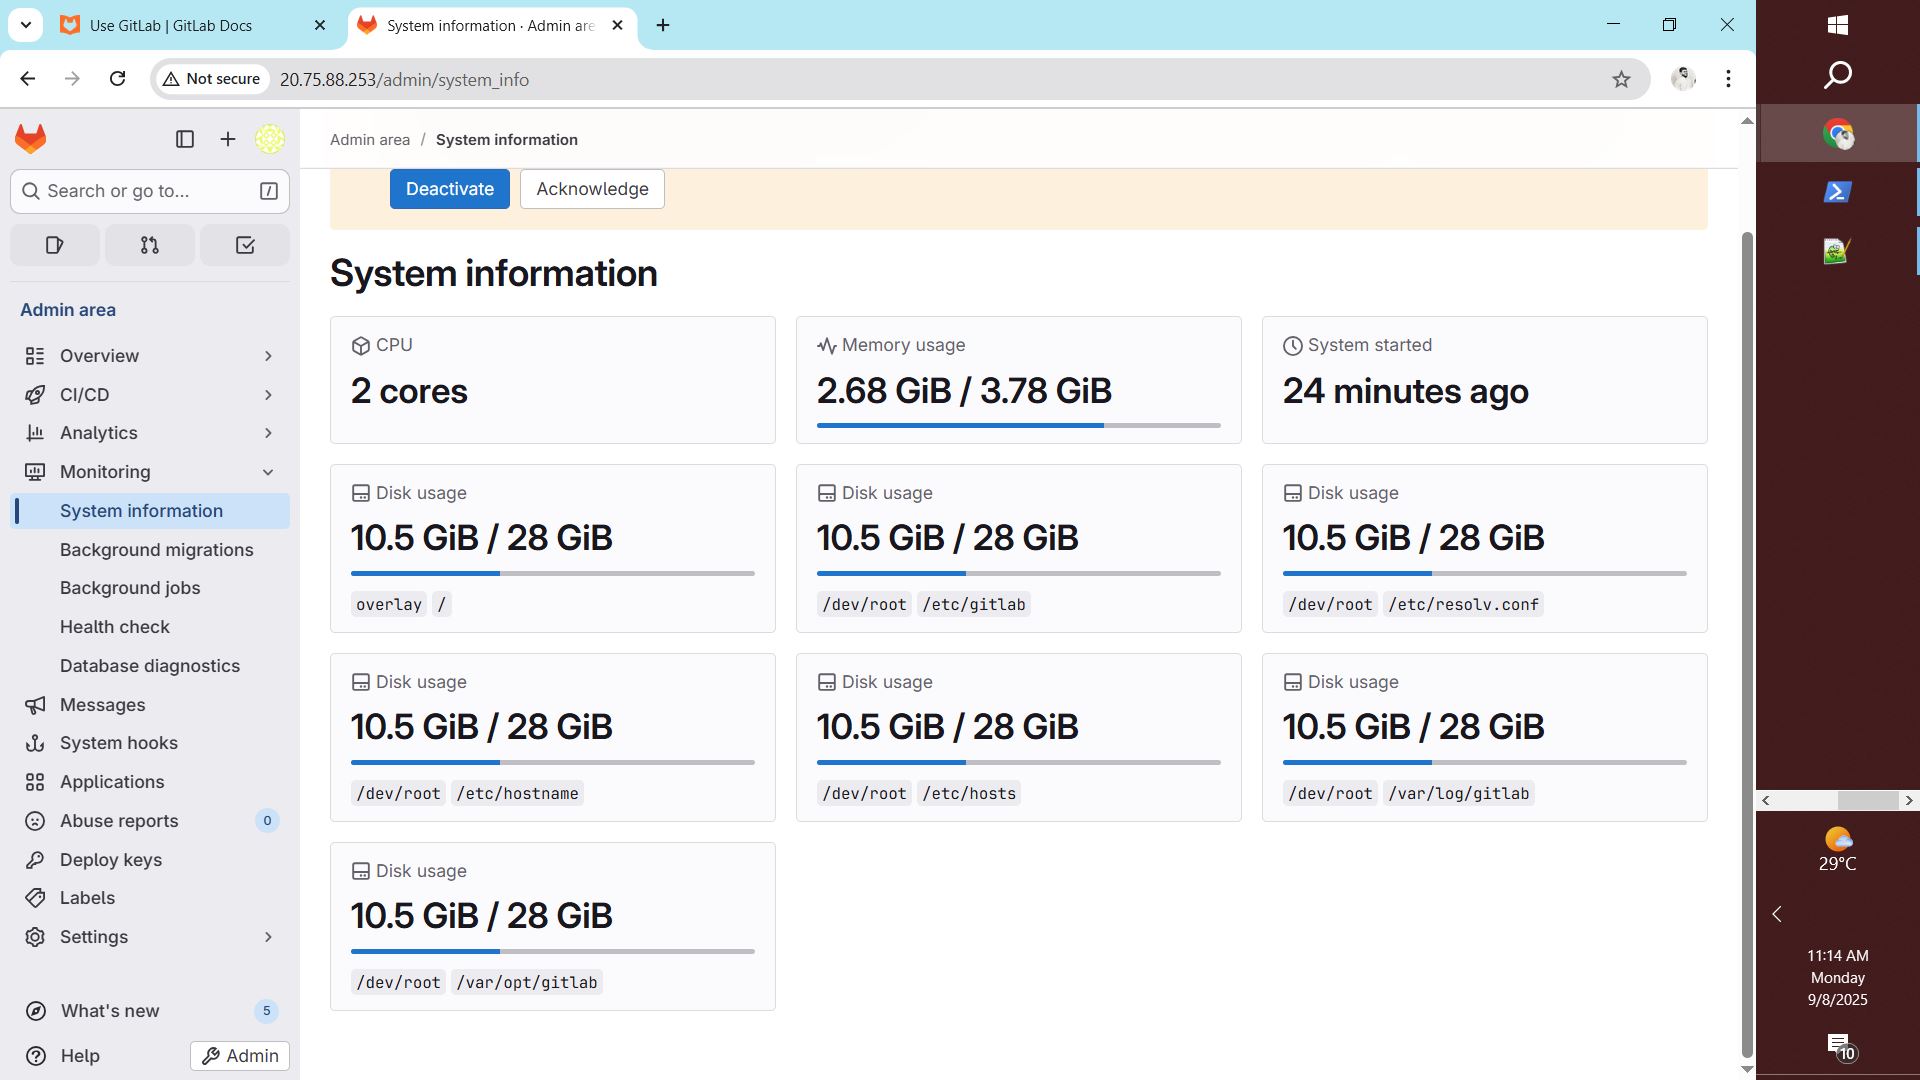 Use GitLab | GitLab Docs
System information · Admin are
Not secure
20.75.88.253/admin/system_info
Search or go to...
/
Admin area
Overview
CI/CD
Analytics
Monitoring
System information
Background migrations
Background jobs
Health check
Database diagnostics
Messages
System hooks
Applications
Abuse reports 0
Deploy keys
Labels
Settings
What's new 5
Help
Admin
Admin area / System information
Deactivate
Acknowledge
System information
CPU
2 cores
Memory usage
2.68 GiB / 3.78 GiB
System started
24 minutes ago
Disk usage
10.5 GiB / 28 GiB
overlay /
Disk usage
10.5 GiB / 28 GiB
/dev/root /etc/gitlab
Disk usage
10.5 GiB / 28 GiB
/dev/root /etc/resolv.conf
Disk usage
10.5 GiB / 28 GiB
/dev/root /etc/hostname
Disk usage
10.5 GiB / 28 GiB
/dev/root /etc/hosts
Disk usage
10.5 GiB / 28 GiB
/dev/root /var/log/gitlab
Disk usage
10.5 GiB / 28 GiB
/dev/root /var/opt/gitlab
29°C
11:14 AM
Monday
9/8/2025
10